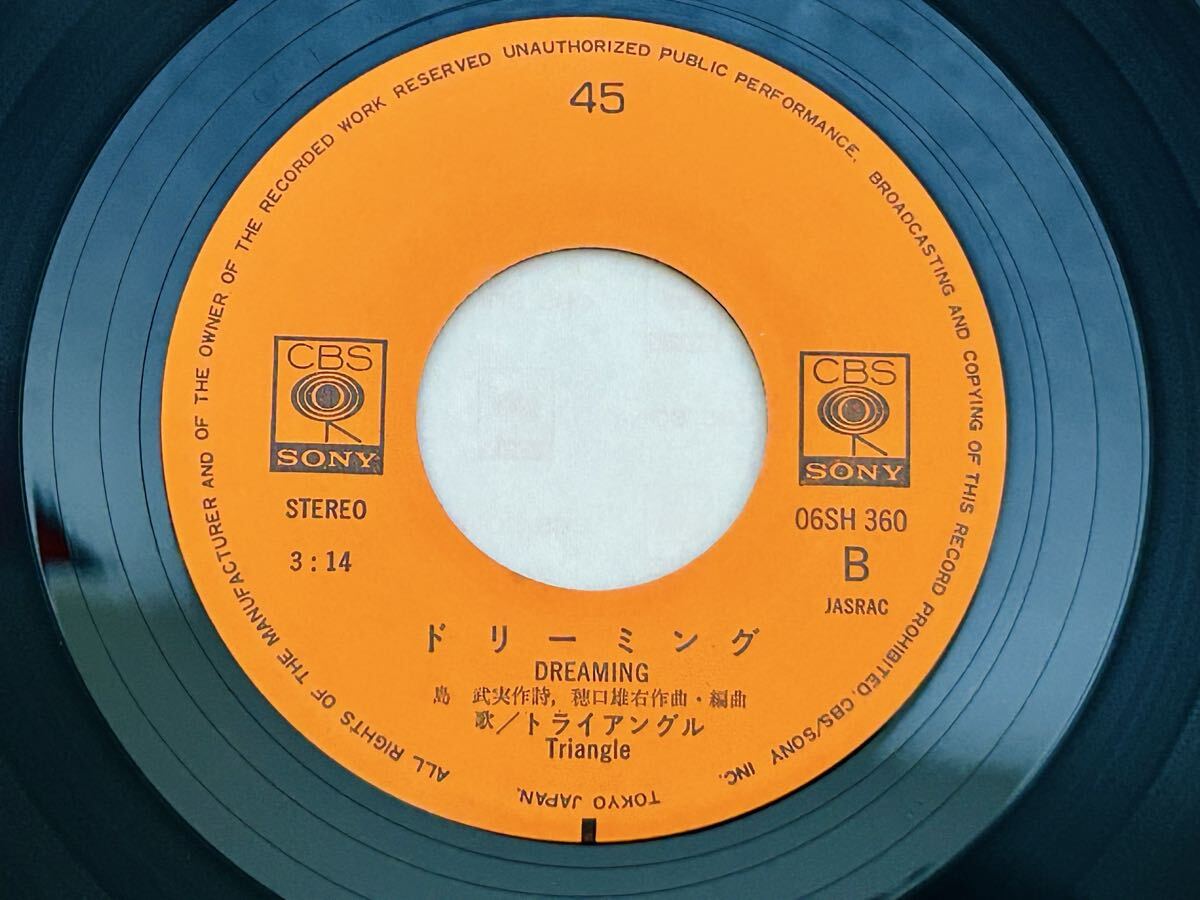 45
CBS
SONY
STEREO
3:14
CBS
SONY
06SH 360
B
JASRAC
ドリーミング
DREAMING
島 武実作詩,穂口雄右作曲・編曲
歌/トライアングル
Triangle
ALL RIGHTS OF THE MANUFACTURER AND OF THE OWNER OF THE RECORDED WORK RESERVED UNAUTHORIZED PUBLIC PERFORMANCE, BROADCASTING AND COPYING OF THIS RECORD PROHIBITED. CBS/SONY INC. TOKYO JAPAN.